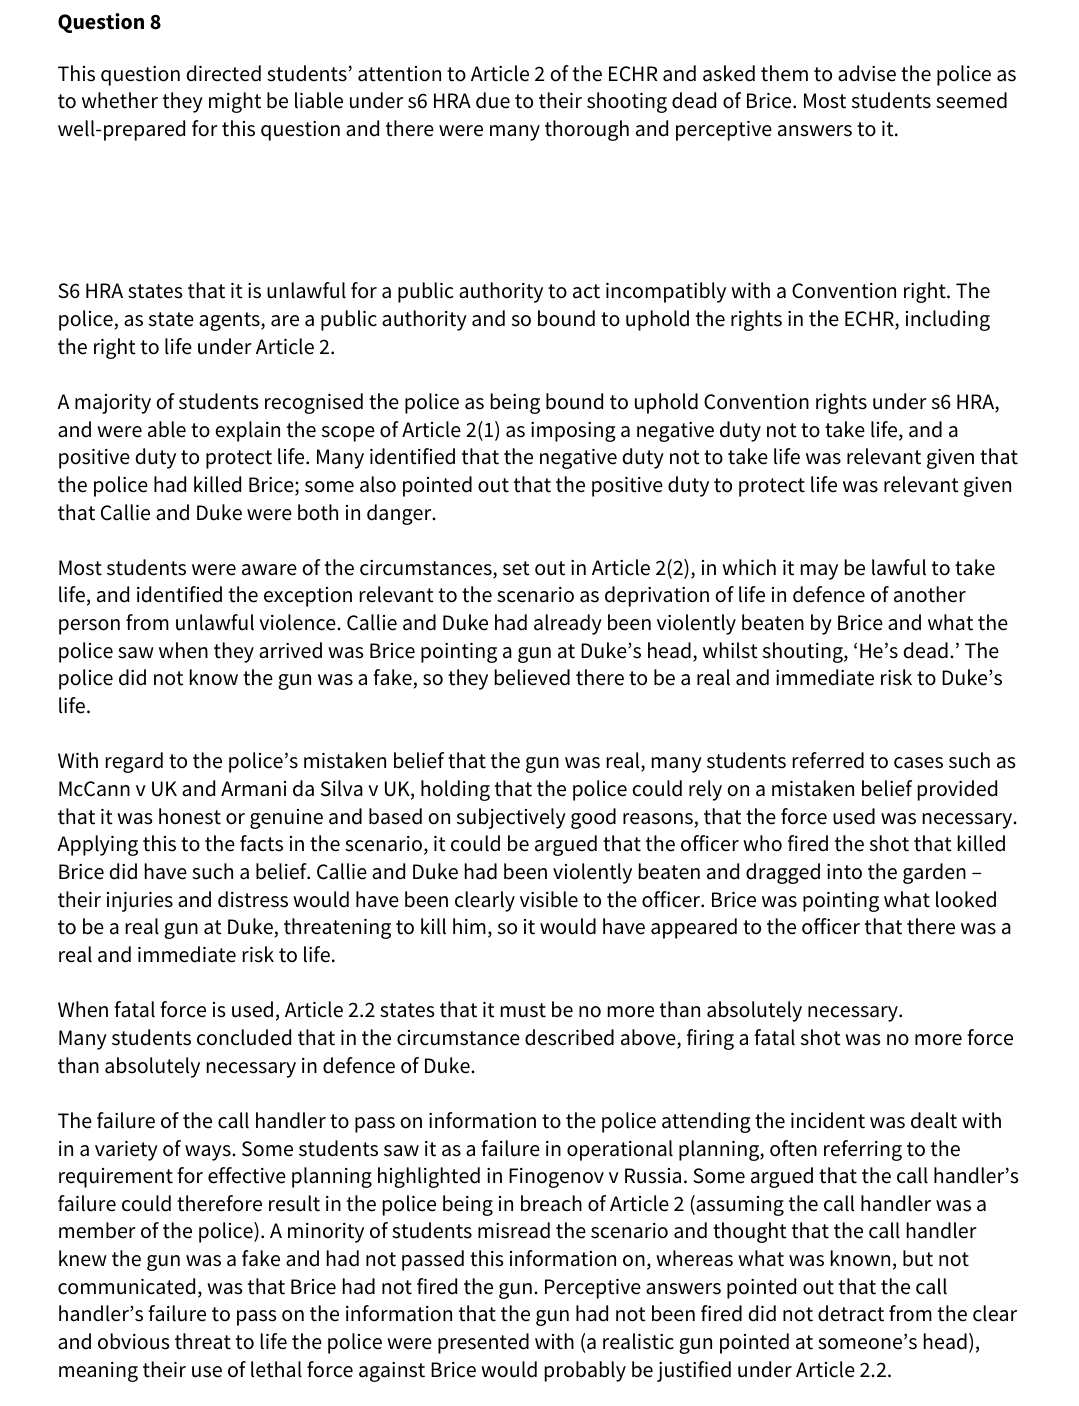 Question 8
This question directed students’ attention to Article 2 of the ECHR and asked them to advise the police as
to whether they might be liable under s6 HRA due to their shooting dead of Brice. Most students seemed
well-prepared for this question and there were many thorough and perceptive answers to it.
S6 HRA states that it is unlawful for a public authority to act incompatibly with a Convention right. The
police, as state agents, are a public authority and so bound to uphold the rights in the ECHR, including
the right to life under Article 2.
A majority of students recognised the police as being bound to uphold Convention rights under s6 HRA,
and were able to explain the scope of Article 2(1) as imposing a negative duty not to take life, and a
positive duty to protect life. Many identified that the negative duty not to take life was relevant given that
the police had killed Brice; some also pointed out that the positive duty to protect life was relevant given
that Callie and Duke were both in danger.
Most students were aware of the circumstances, set out in Article 2(2), in which it may be lawful to take
life, and identified the exception relevant to the scenario as deprivation of life in defence of another
person from unlawful violence. Callie and Duke had already been violently beaten by Brice and what the
police saw when they arrived was Brice pointing a gun at Duke’s head, whilst shouting, ‘He’s dead.’ The
police did not know the gun was a fake, so they believed there to be a real and immediate risk to Duke’s
life.
With regard to the police’s mistaken belief that the gun was real, many students referred to cases such as
McCann v UK and Armani da Silva v UK, holding that the police could rely on a mistaken belief provided
that it was honest or genuine and based on subjectively good reasons, that the force used was necessary.
Applying this to the facts in the scenario, it could be argued that the officer who fired the shot that killed
Brice did have such a belief. Callie and Duke had been violently beaten and dragged into the garden –
their injuries and distress would have been clearly visible to the officer. Brice was pointing what looked
to be a real gun at Duke, threatening to kill him, so it would have appeared to the officer that there was a
real and immediate risk to life.
When fatal force is used, Article 2.2 states that it must be no more than absolutely necessary.
Many students concluded that in the circumstance described above, firing a fatal shot was no more force
than absolutely necessary in defence of Duke.
The failure of the call handler to pass on information to the police attending the incident was dealt with
in a variety of ways. Some students saw it as a failure in operational planning, often referring to the
requirement for effective planning highlighted in Finogenov v Russia. Some argued that the call handler’s
failure could therefore result in the police being in breach of Article 2 (assuming the call handler was a
member of the police). A minority of students misread the scenario and thought that the call handler
knew the gun was a fake and had not passed this information on, whereas what was known, but not
communicated, was that Brice had not fired the gun. Perceptive answers pointed out that the call
handler’s failure to pass on the information that the gun had not been fired did not detract from the clear
and obvious threat to life the police were presented with (a realistic gun pointed at someone’s head),
meaning their use of lethal force against Brice would probably be justified under Article 2.2.